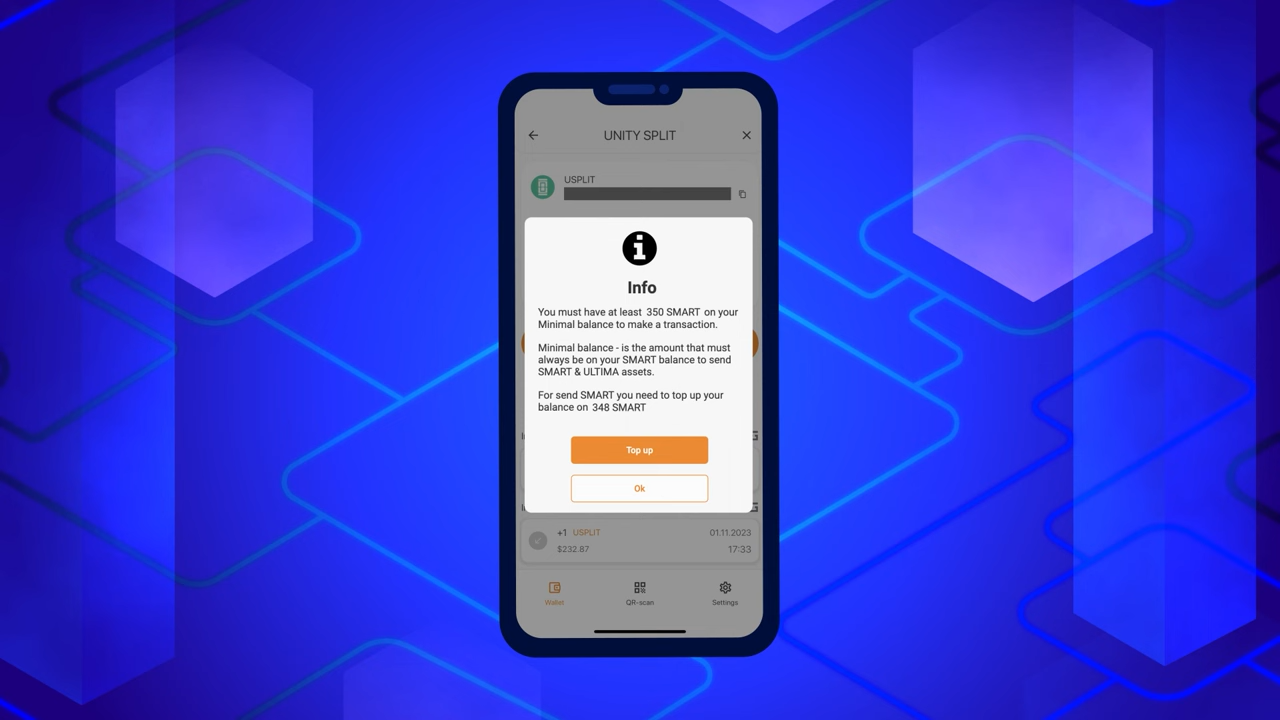 UNITY SPLIT
USPLIT
Info
You must have at least 350 SMART on your
Minimal balance to make a transaction.
Minimal balance - is the amount that must
always be on your SMART balance to send
SMART & ULTIMA assets.
For send SMART you need to top up your
balance on 348 SMART
Top up
Ok
+1 USPLIT 01.11.2023
$232.87 17:33
Wallet QR-scan Settings